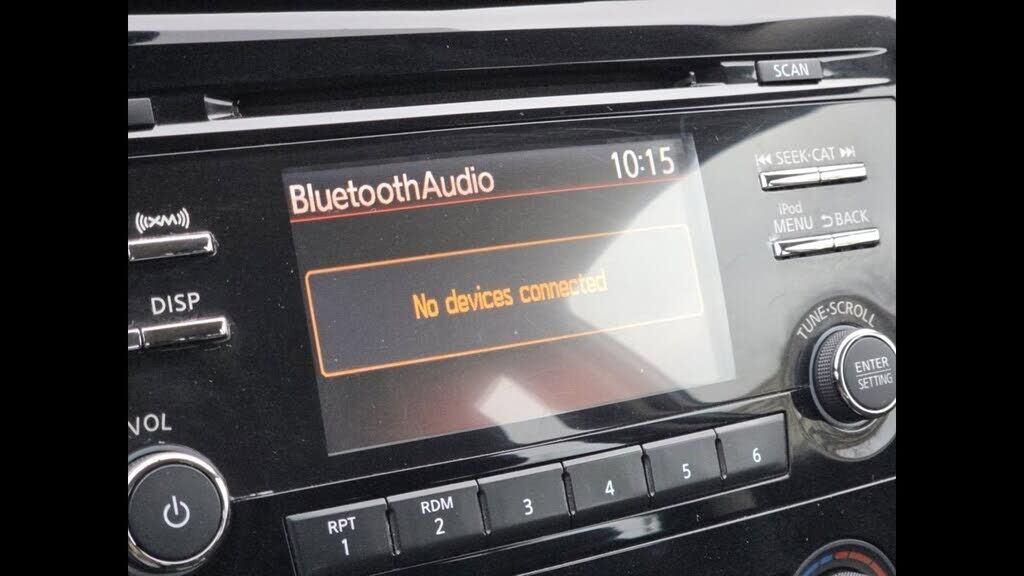 SCAN
BluetoothAudio 10:15
No devices connected
((XM))
DISP
VOL
SEEK·CAT
iPod
MENU BACK
TUNE·SCROLL
ENTER
SETTING
RPT
1
RDM
2
3
4
5
6